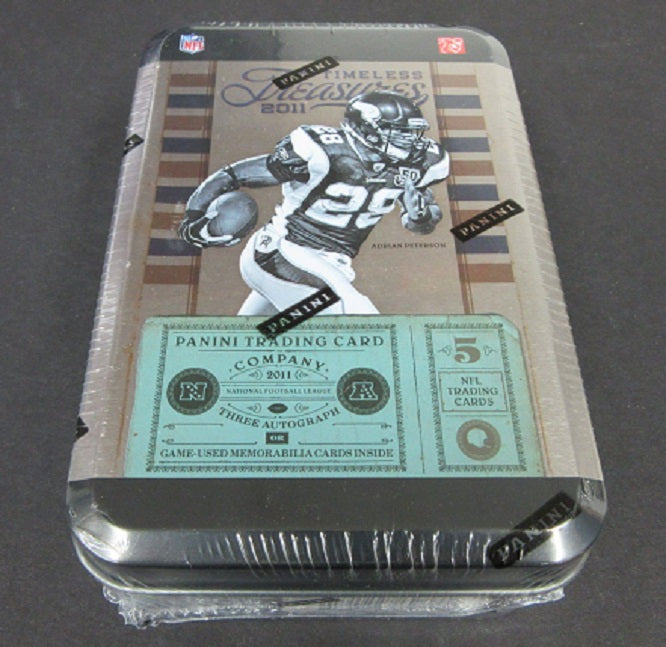 NFL
PANINI
TIMELESS
Treasures
2011
28
28
ADRIAN PETERSON
PANINI
PANINI
PANINI TRADING CARD
COMPANY
2011
N A
NATIONAL FOOTBALL LEAGUE
THREE AUTOGRAPH
OR
GAME-USED MEMORABILIA CARDS INSIDE
5
NFL
TRADING
CARDS
PANINI